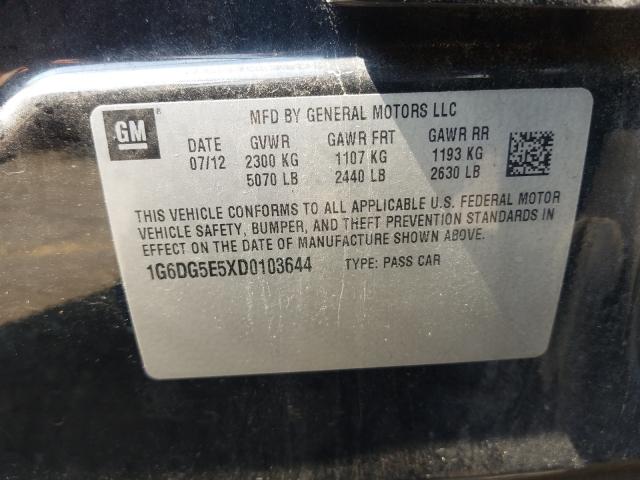 GM
®
MFD BY GENERAL MOTORS LLC
DATE GVWR GAWR FRT GAWR RR
07/12 2300 KG 1107 KG 1193 KG
5070 LB 2440 LB 2630 LB
THIS VEHICLE CONFORMS TO ALL APPLICABLE U.S. FEDERAL MOTOR
VEHICLE SAFETY, BUMPER, AND THEFT PREVENTION STANDARDS IN
EFFECT ON THE DATE OF MANUFACTURE SHOWN ABOVE.
1G6DG5E5XD0103644 TYPE: PASS CAR